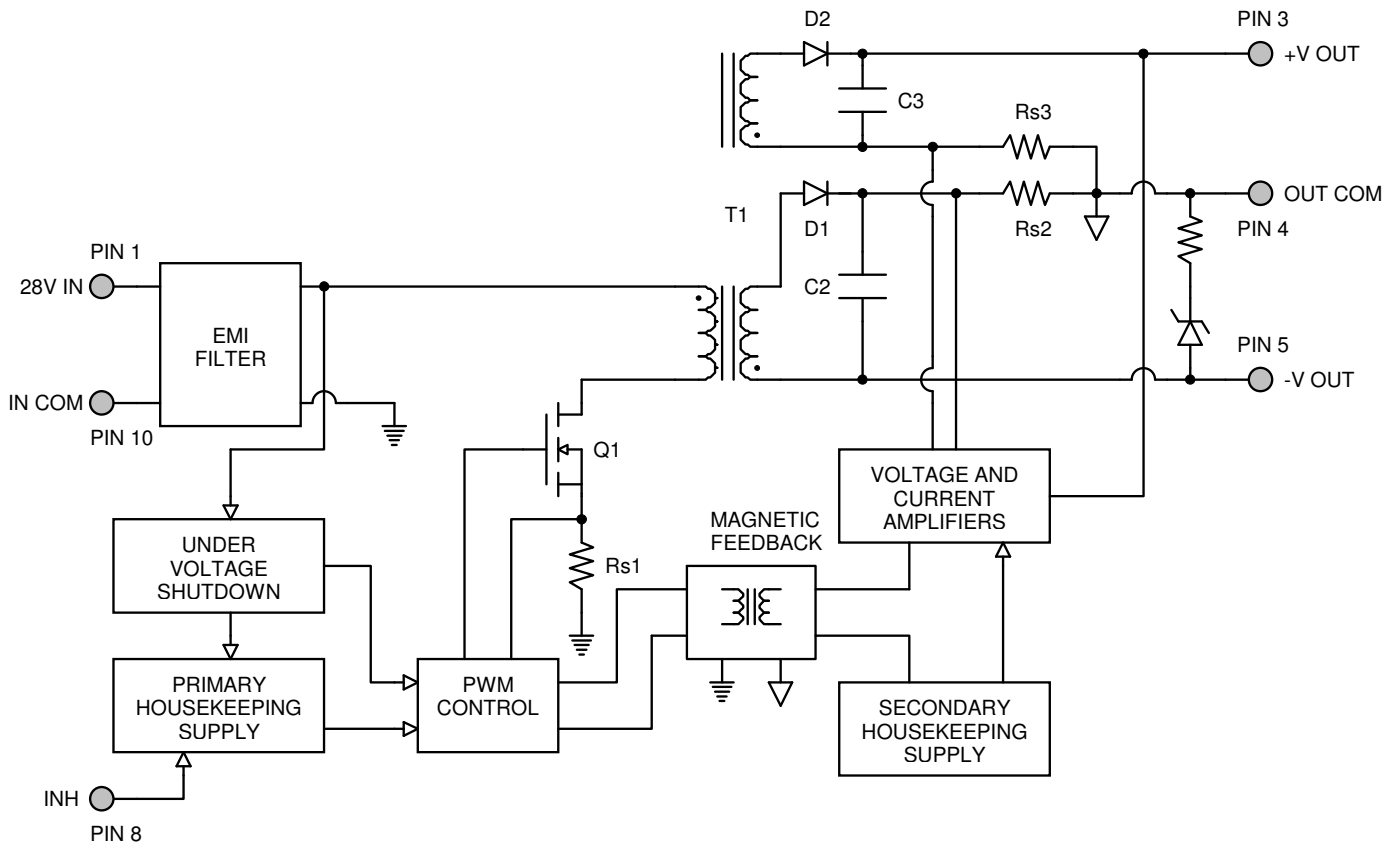 D2
PIN 3
+V OUT
C3
Rs3
T1
D1
Rs2
OUT COM
PIN 4
PIN 1
28V IN
EMI
FILTER
C2
PIN 5
-V OUT
IN COM
PIN 10
Q1
VOLTAGE AND
CURRENT
AMPLIFIERS
MAGNETIC
FEEDBACK
UNDER
VOLTAGE
SHUTDOWN
Rs1
PRIMARY
HOUSEKEEPING
SUPPLY
PWM
CONTROL
SECONDARY
HOUSEKEEPING
SUPPLY
INH
PIN 8